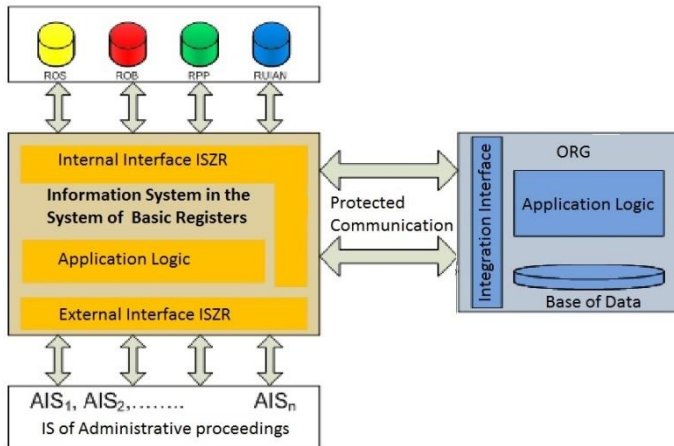 ROS ROB RPP RUIAN
Internal Interface ISZR
Information System in the
System of Basic Registers
Application Logic
External Interface ISZR
Protected
Communication
Integration Interface
ORG
Application Logic
Base of Data
AIS₁, AIS₂,........ AISₙ
IS of Administrative proceedings